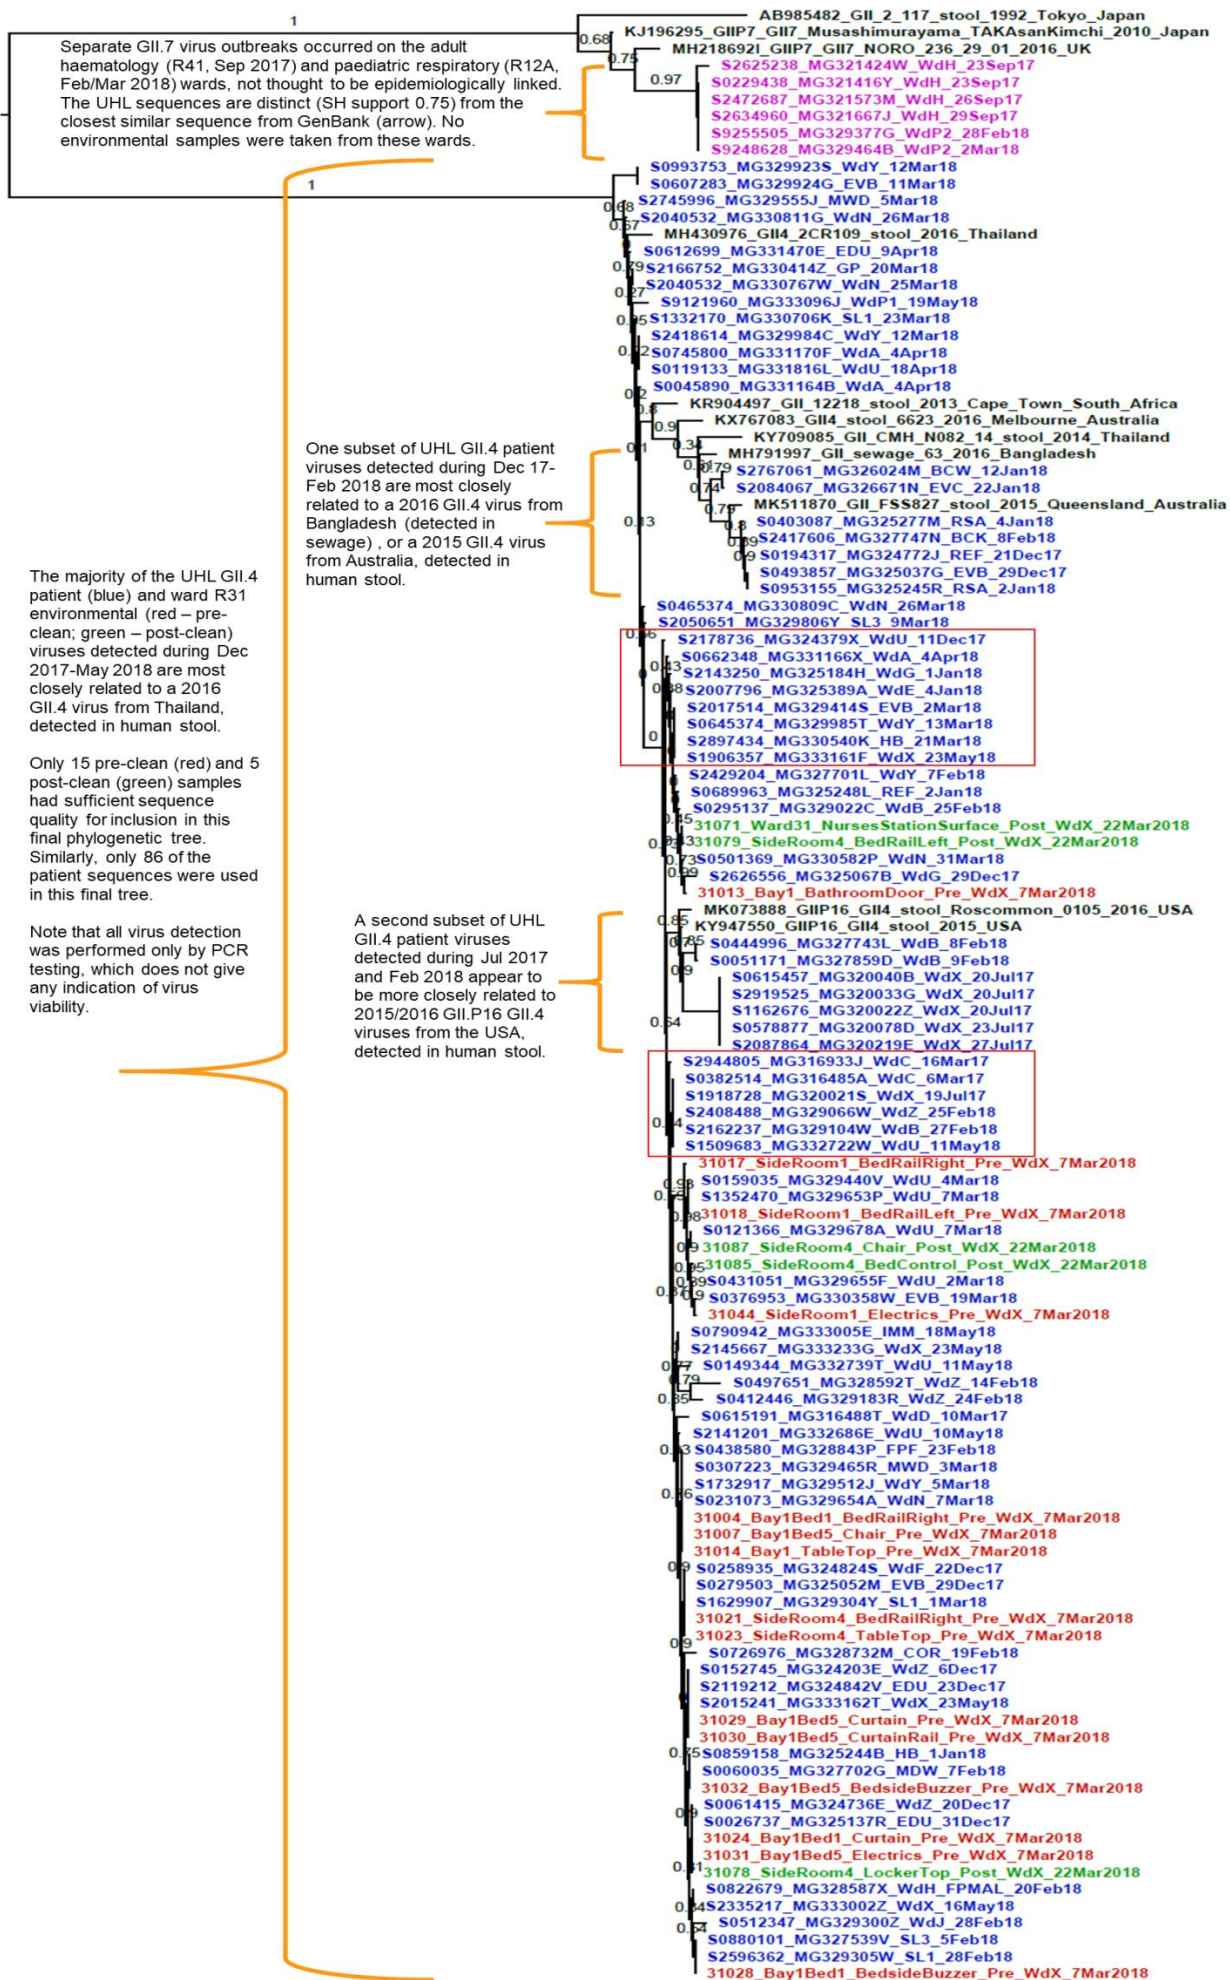 1
AB985482_GII_2_117_stool_1992_Tokyo_Japan
KJ196295_GIIP7_GII7_Musashimurayama_TAKAsanKimchi_2010_Japan
0.68
MH218692I_GIIP7_GII7_NORO_236_29_01_2016_UK
0.75
S2625238_MG321424W_WdH_23Sep17
0.97
S0229438_MG321416Y_WdH_23Sep17
S2472687_MG321573M_WdH_26Sep17
S2634960_MG321667J_WdH_29Sep17
S9255505_MG329377G_WdP2_28Feb18
S9248628_MG329464B_WdP2_2Mar18
Separate GII.7 virus outbreaks occurred on the adult
haematology (R41, Sep 2017) and paediatric respiratory (R12A,
Feb/Mar 2018) wards, not thought to be epidemiologically linked.
The UHL sequences are distinct (SH support 0.75) from the
closest similar sequence from GenBank (arrow). No
environmental samples were taken from these wards.
S0993753_MG329923S_WdY_12Mar18
1
S0607283_MG329924G_EVB_11Mar18
S2745996_MG329555J_MWD_5Mar18
S2040532_MG330811G_WdN_26Mar18
MH430976_GII4_2CR109_stool_2016_Thailand
S0612699_MG331470E_EDU_9Apr18
S2166752_MG330414Z_GP_20Mar18
S2040532_MG330767W_WdN_25Mar18
S9121960_MG333096J_WdP1_19May18
S1332170_MG330706K_SL1_23Mar18
S2418614_MG329984C_WdY_12Mar18
S0745800_MG331170F_WdA_4Apr18
S0119133_MG331816L_WdU_18Apr18
S0045890_MG331164B_WdA_4Apr18
0.2
KR904497_GII_12218_stool_2013_Cape_Town_South_Africa
KX767083_GII4_stool_6623_2016_Melbourne_Australia
0.9
KY709085_GII_CMH_N082_14_stool_2014_Thailand
0.34
MH791997_GII_sewage_63_2016_Bangladesh
S2767061_MG326024M_BCW_12Jan18
S2084067_MG326671N_EVC_22Jan18
0.74
MK511870_GII_FSS827_stool_2015_Queensland_Australia
0.79
S0403087_MG325277M_RSA_4Jan18
0.13
S2417606_MG327747N_BCK_8Feb18
S0194317_MG324772J_REF_21Dec17
0.9
S0493857_MG325037G_EVB_29Dec17
S0953155_MG325245R_RSA_2Jan18
One subset of UHL GII.4 patient
viruses detected during Dec 17-
Feb 2018 are most closely
related to a 2016 GII.4 virus from
Bangladesh (detected in
sewage) , or a 2015 GII.4 virus
from Australia, detected in
human stool.
The majority of the UHL GII.4
patient (blue) and ward R31
environmental (red – pre-
clean; green – post-clean)
viruses detected during Dec
2017-May 2018 are most
closely related to a 2016
GII.4 virus from Thailand,
detected in human stool.
Only 15 pre-clean (red) and 5
post-clean (green) samples
had sufficient sequence
quality for inclusion in this
final phylogenetic tree.
Similarly, only 86 of the
patient sequences were used
in this final tree.
Note that all virus detection
was performed only by PCR
testing, which does not give
any indication of virus
viability.
S0465374_MG330809C_WdN_26Mar18
S2050651_MG329806Y_SL3_9Mar18
S2178736_MG324379X_WdU_11Dec17
S0662348_MG331166X_WdA_4Apr18
S2143250_MG325184H_WdG_1Jan18
S2007796_MG325389A_WdE_4Jan18
S2017514_MG329414S_EVB_2Mar18
S0645374_MG329985T_WdY_13Mar18
0
S2897434_MG330540K_HB_21Mar18
S1906357_MG333161F_WdX_23May18
S2429204_MG327701L_WdY_7Feb18
S0689963_MG325248L_REF_2Jan18
S0295137_MG329022C_WdB_25Feb18
31071_Ward31_NursesStationSurface_Post_WdX_22Mar2018
31079_SideRoom4_BedRailLeft_Post_WdX_22Mar2018
S0501369_MG330582P_WdN_31Mar18
S2626556_MG325067B_WdG_29Dec17
31013_Bay1_BathroomDoor_Pre_WdX_7Mar2018
MK073888_GIIP16_GII4_stool_Roscommon_0105_2016_USA
0.85
KY947550_GIIP16_GII4_stool_2015_USA
S0444996_MG327743L_WdB_8Feb18
S0051171_MG327859D_WdB_9Feb18
0.9
S0615457_MG320040B_WdX_20Jul17
S2919525_MG320033G_WdX_20Jul17
S1162676_MG320022Z_WdX_20Jul17
0.54
S0578877_MG320078D_WdX_23Jul17
S2087864_MG320219E_WdX_27Jul17
A second subset of UHL
GII.4 patient viruses
detected during Jul 2017
and Feb 2018 appear to
be more closely related to
2015/2016 GII.P16 GII.4
viruses from the USA,
detected in human stool.
S2944805_MG316933J_WdC_16Mar17
S0382514_MG316485A_WdC_6Mar17
S1918728_MG320021S_WdX_19Jul17
S2408488_MG329066W_WdZ_25Feb18
S2162237_MG329104W_WdB_27Feb18
S1509683_MG332722W_WdU_11May18
31017_SideRoom1_BedRailRight_Pre_WdX_7Mar2018
S0159035_MG329440V_WdU_4Mar18
S1352470_MG329653P_WdU_7Mar18
31018_SideRoom1_BedRailLeft_Pre_WdX_7Mar2018
S0121366_MG329678A_WdU_7Mar18
31087_SideRoom4_Chair_Post_WdX_22Mar2018
31085_SideRoom4_BedControl_Post_WdX_22Mar2018
S0431051_MG329655F_WdU_2Mar18
S0376953_MG330358W_EVB_19Mar18
31044_SideRoom1_Electrics_Pre_WdX_7Mar2018
S0790942_MG333005E_IMM_18May18
S2145667_MG333233G_WdX_23May18
S0149344_MG332739T_WdU_11May18
S0497651_MG328592T_WdZ_14Feb18
S0412446_MG329183R_WdZ_24Feb18
S0615191_MG316488T_WdD_10Mar17
S2141201_MG332686E_WdU_10May18
S0438580_MG328843P_FPF_23Feb18
S0307223_MG329465R_MWD_3Mar18
S1732917_MG329512J_WdY_5Mar18
S0231073_MG329654A_WdN_7Mar18
31004_Bay1Bed1_BedRailRight_Pre_WdX_7Mar2018
31007_Bay1Bed5_Chair_Pre_WdX_7Mar2018
31014_Bay1_TableTop_Pre_WdX_7Mar2018
S0258935_MG324824S_WdF_22Dec17
S0279503_MG325052M_EVB_29Dec17
S1629907_MG329304Y_SL1_1Mar18
31021_SideRoom4_BedRailRight_Pre_WdX_7Mar2018
31023_SideRoom4_TableTop_Pre_WdX_7Mar2018
S0726976_MG328732M_COR_19Feb18
S0152745_MG324203E_WdZ_6Dec17
S2119212_MG324842V_EDU_23Dec17
S2015241_MG333162T_WdX_23May18
31029_Bay1Bed5_Curtain_Pre_WdX_7Mar2018
31030_Bay1Bed5_CurtainRail_Pre_WdX_7Mar2018
S0859158_MG325244B_HB_1Jan18
S0060035_MG327702G_MDW_7Feb18
31032_Bay1Bed5_BedsideBuzzer_Pre_WdX_7Mar2018
S0061415_MG324736E_WdZ_20Dec17
S0026737_MG325137R_EDU_31Dec17
31024_Bay1Bed1_Curtain_Pre_WdX_7Mar2018
31031_Bay1Bed5_Electrics_Pre_WdX_7Mar2018
31078_SideRoom4_LockerTop_Post_WdX_22Mar2018
S0822679_MG328587X_WdH_FPMAL_20Feb18
S2335217_MG333002Z_WdX_16May18
S0512347_MG329300Z_WdJ_28Feb18
S0880101_MG327539V_SL3_5Feb18
S2596362_MG329305W_SL1_28Feb18
31028_Bay1Bed1_BedsideBuzzer_Pre_WdX_7Mar2018